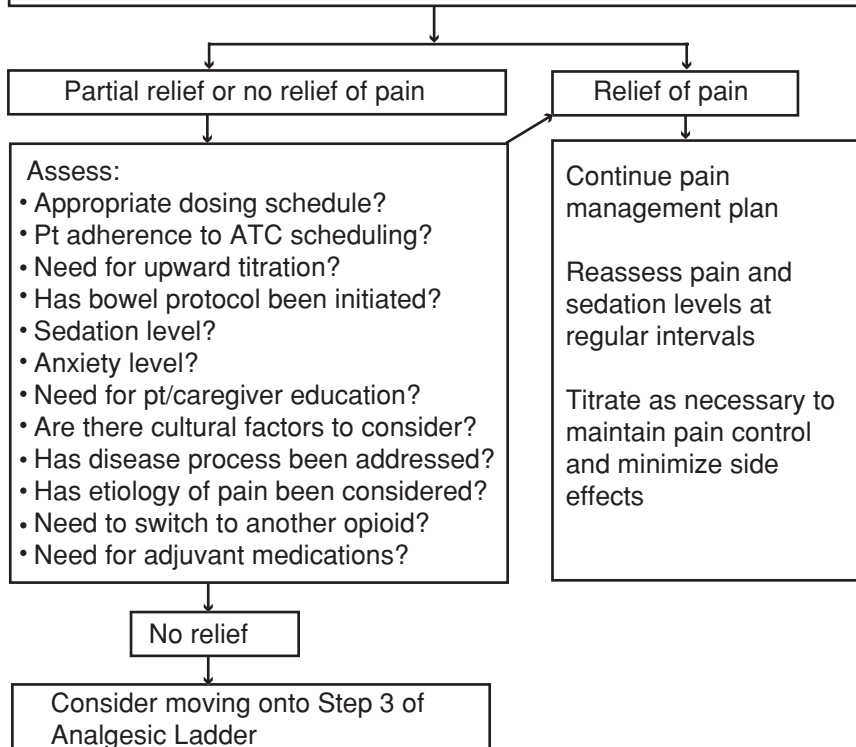 Partial relief or no relief of pain
Relief of pain
Assess:
• Appropriate dosing schedule?
• Pt adherence to ATC scheduling?
• Need for upward titration?
• Has bowel protocol been initiated?
• Sedation level?
• Anxiety level?
• Need for pt/caregiver education?
• Are there cultural factors to consider?
• Has disease process been addressed?
• Has etiology of pain been considered?
• Need to switch to another opioid?
• Need for adjuvant medications?
Continue pain
management plan
Reassess pain and
sedation levels at
regular intervals
Titrate as necessary to
maintain pain control
and minimize side
effects
No relief
Consider moving onto Step 3 of
Analgesic Ladder